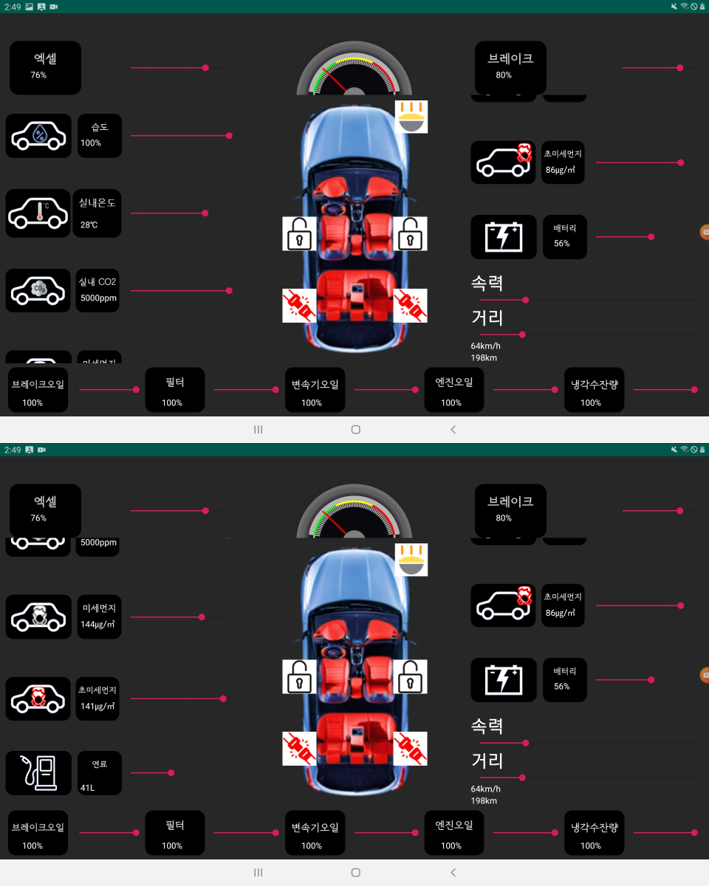 2:49
엑셀
76%
브레이크
80%
습도
100%
실내온도
28℃
실내 CO2
5000ppm
초미세먼지
86µg/㎥
배터리
56%
속력
거리
64km/h
198km
브레이크오일
100%
필터
100%
변속기오일
100%
엔진오일
100%
냉각수잔량
100%
2:49
엑셀
76%
브레이크
80%
5000ppm
미세먼지
144µg/㎥
초미세먼지
141µg/㎥
연료
41L
초미세먼지
86µg/㎥
배터리
56%
속력
거리
64km/h
198km
브레이크오일
100%
필터
100%
변속기오일
100%
엔진오일
100%
냉각수잔량
100%